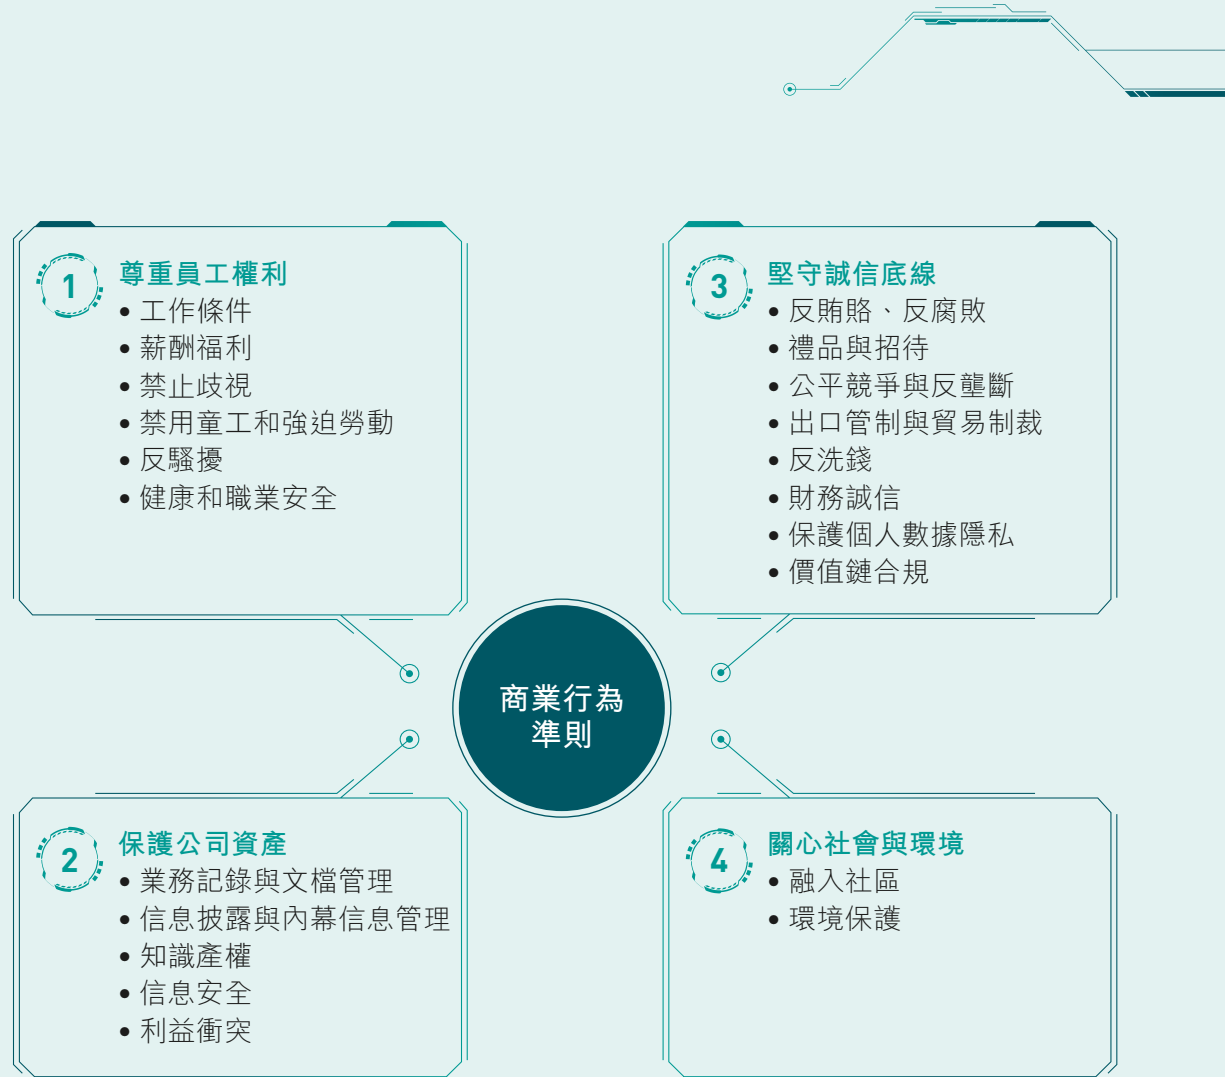 1
尊重員工權利
• 工作條件
• 薪酬福利
• 禁止歧視
• 禁用童工和強迫勞動
• 反騷擾
• 健康和職業安全
2
保護公司資產
• 業務記錄與文檔管理
• 信息披露與內幕信息管理
• 知識產權
• 信息安全
• 利益衝突
商業行為
準則
3
堅守誠信底線
• 反賄賂、反腐敗
• 禮品與招待
• 公平競爭與反壟斷
• 出口管制與貿易制裁
• 反洗錢
• 財務誠信
• 保護個人數據隱私
• 價值鏈合規
4
關心社會與環境
• 融入社區
• 環境保護